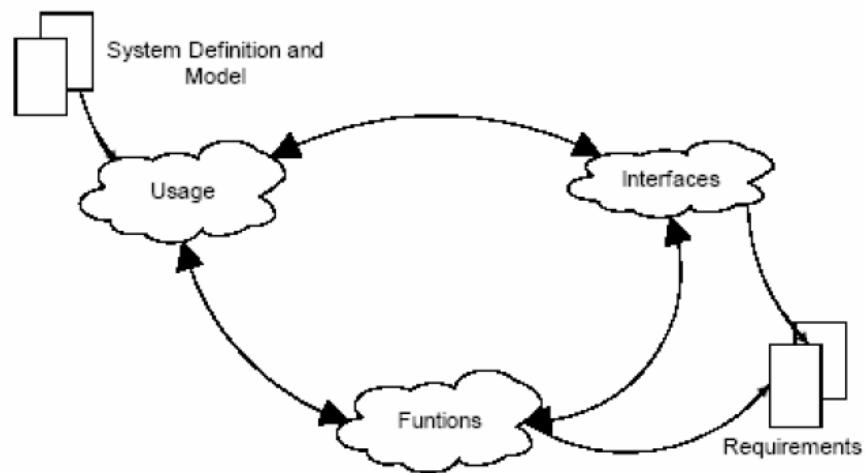 System Definition and
Model
Usage
Interfaces
Funtions
Requirements